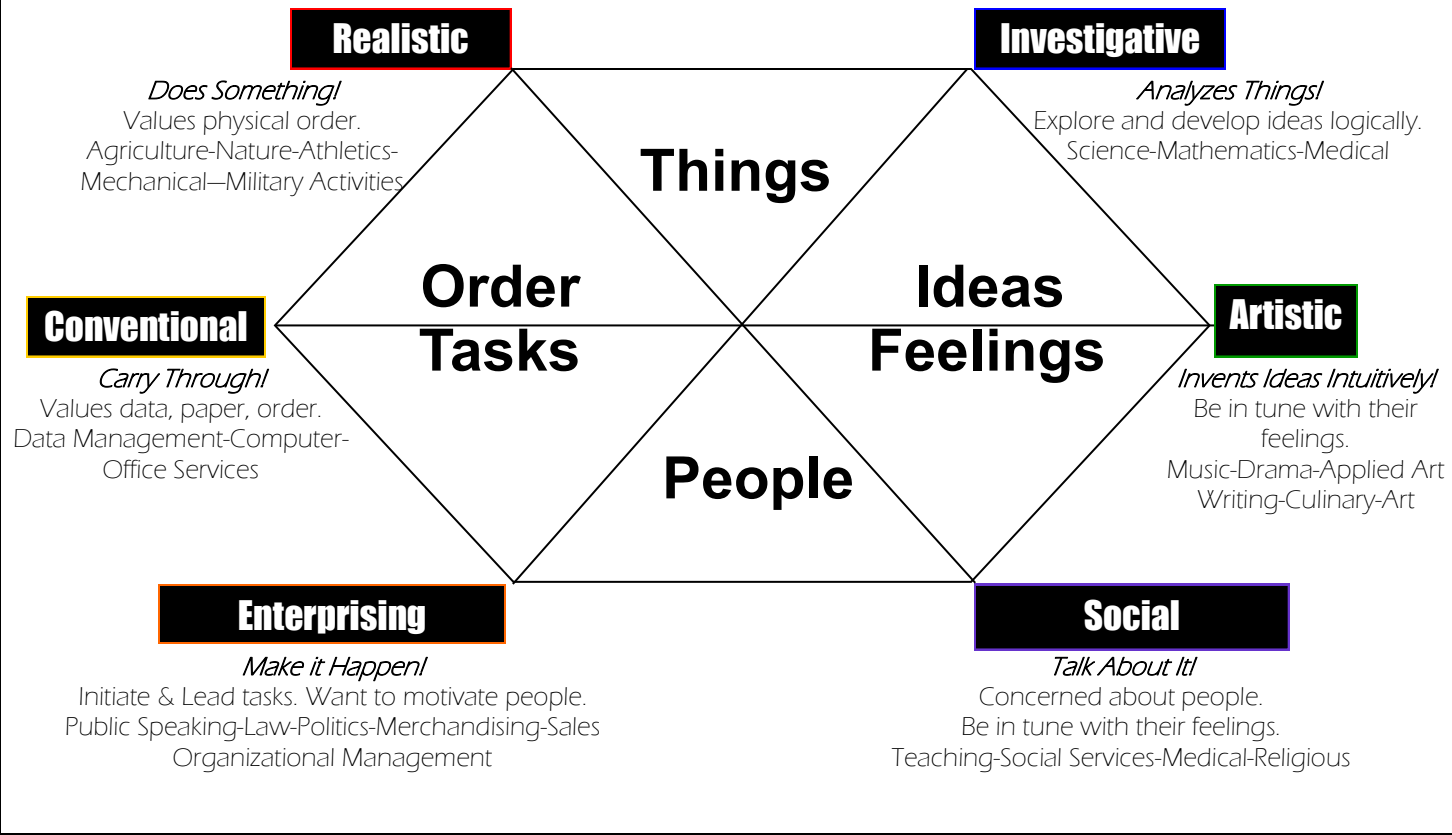 Realistic
Does Something!
Values physical order.
Agriculture-Nature-Athletics-
Mechanical—Military Activities
Investigative
Analyzes Things!
Explore and develop ideas logically.
Science-Mathematics-Medical
Things
Order
Tasks
Ideas
Feelings
People
Conventional
Carry Through!
Values data, paper, order.
Data Management-Computer-
Office Services
Artistic
Invents Ideas Intuitively!
Be in tune with their
feelings.
Music-Drama-Applied Art
Writing-Culinary-Art
Enterprising
Make it Happen!
Initiate & Lead tasks. Want to motivate people.
Public Speaking-Law-Politics-Merchandising-Sales
Organizational Management
Social
Talk About It!
Concerned about people.
Be in tune with their feelings.
Teaching-Social Services-Medical-Religious